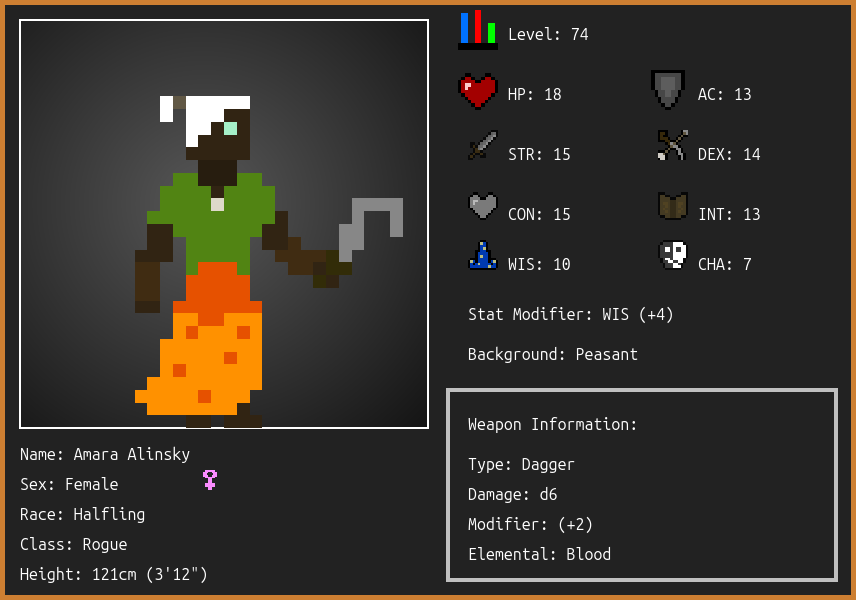 Level: 74
HP: 18
AC: 13
STR: 15
DEX: 14
CON: 15
INT: 13
WIS: 10
CHA: 7
Stat Modifier: WIS (+4)
Background: Peasant
Weapon Information:
Type: Dagger
Damage: d6
Modifier: (+2)
Elemental: Blood
Name: Amara Alinsky
Sex: Female
Race: Halfling
Class: Rogue
Height: 121cm (3'12")